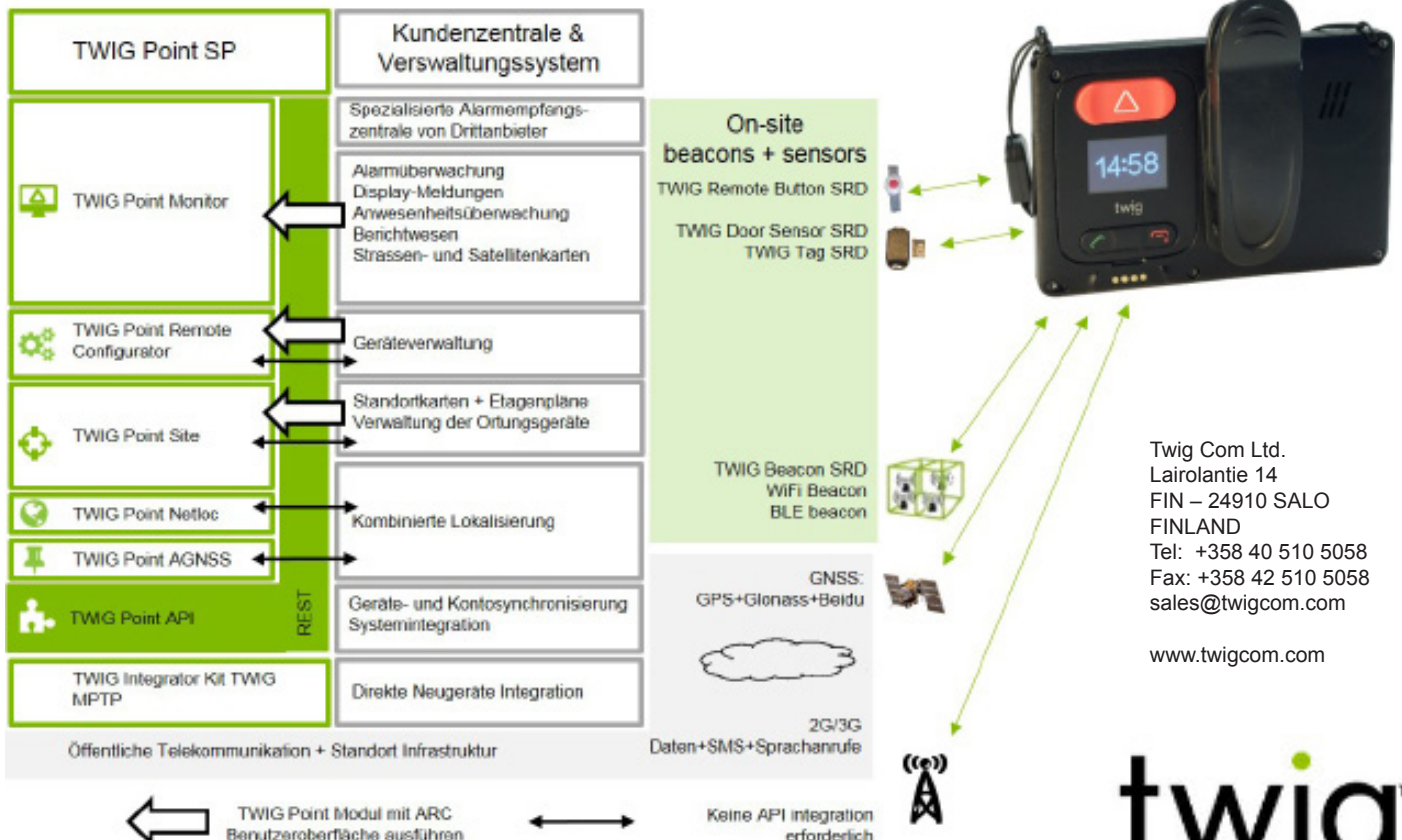 TWIG Point SP
Kundenzentrale &
Verswaltungssystem
TWIG Point Monitor
Spezialisierte Alarmempfangs-
zentrale von Drittanbieter
Alarmüberwachung
Display-Meldungen
Anwesenheitsüberwachung
Berichtwesen
Strassen- und Satellitenkarten
TWIG Point Remote
Configurator
Geräteverwaltung
TWIG Point Site
Standortkarten + Etagenpläne
Verwaltung der Ortungsgeräte
TWIG Point Netloc
Kombinierte Lokalisierung
TWIG Point AGNSS
TWIG Point API
REST
Geräte- und Kontosynchronisierung
Systemintegration
TWIG Integrator Kit TWIG
MPTP
Direkte Neugeräte Integration
Öffentliche Telekommunikation + Standort Infrastruktur
On-site
beacons + sensors
TWIG Remote Button SRD
TWIG Door Sensor SRD
TWIG Tag SRD
TWIG Beacon SRD
WiFi Beacon
BLE beacon
GNSS:
GPS+Glonass+Beidu
2G/3G
Daten+SMS+Sprachanrufe
TWIG Point Modul mit ARC
Benutzeroberfläche ausführen
Keine API integration
erforderlich
14:58
twig
Twig Com Ltd.
Lairolantie 14
FIN – 24910 SALO
FINLAND
Tel: +358 40 510 5058
Fax: +358 42 510 5058
sales@twigcom.com
www.twigcom.com
twig